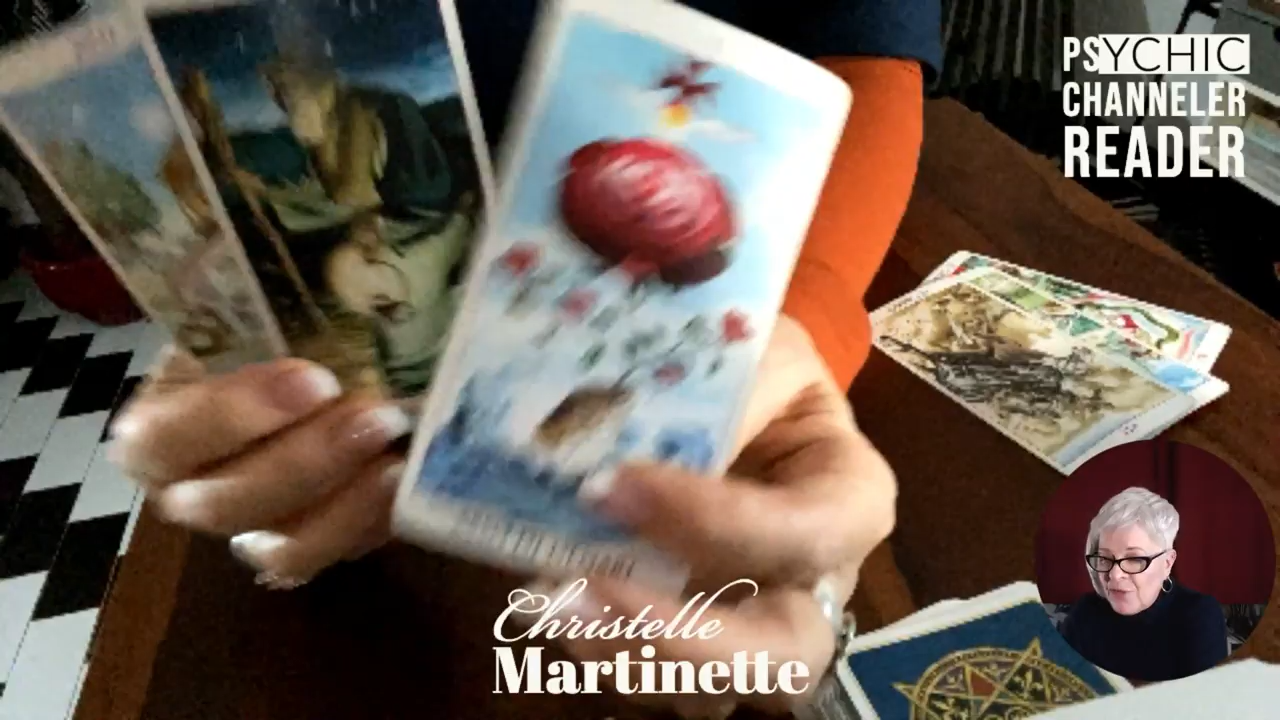 PSYCHIC
CHANNELER
READER
Christelle
Martinette